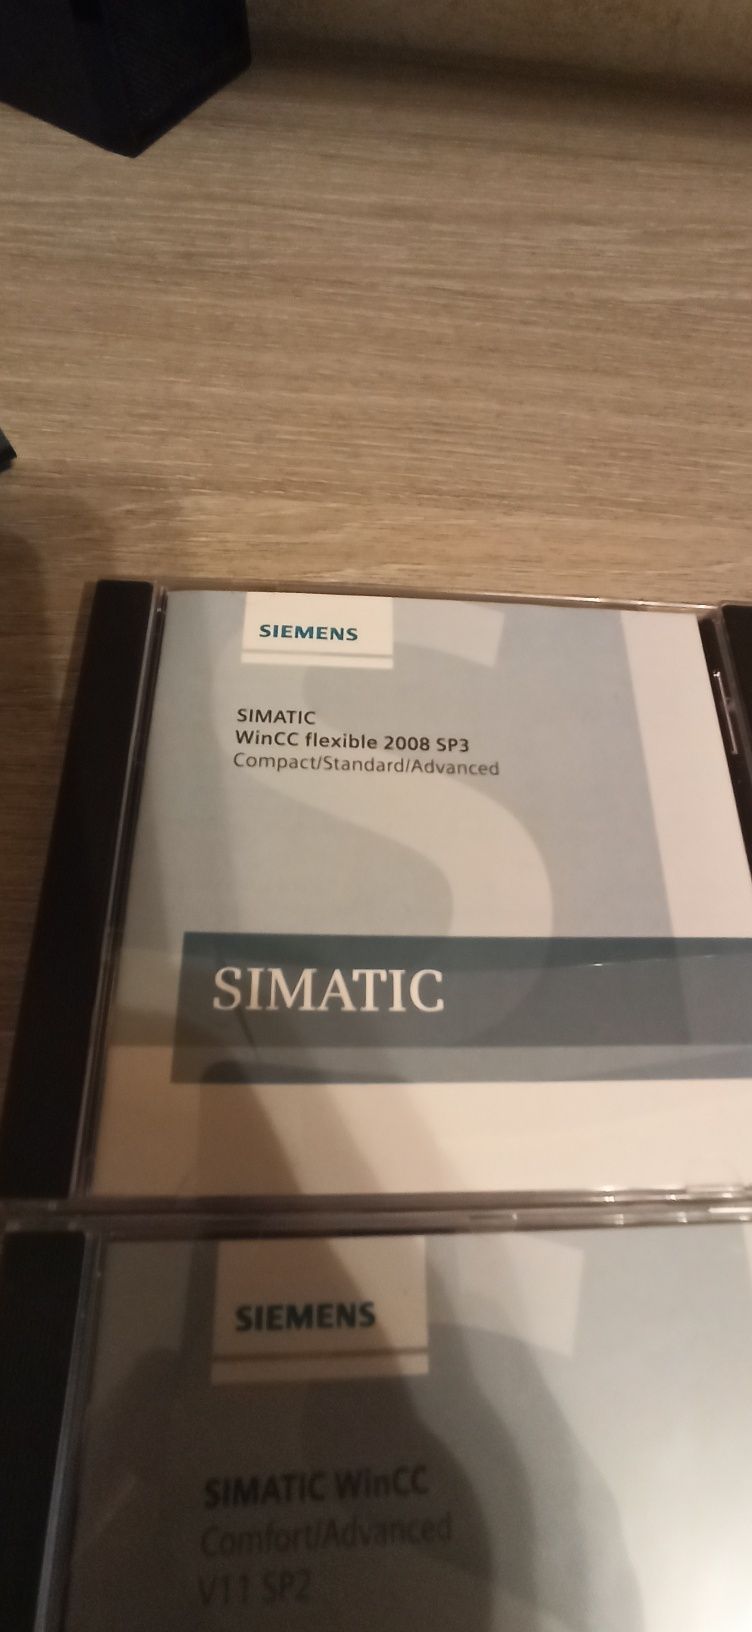 SIEMENS
SIMATIC
WinCC flexible 2008 SP3
Compact/Standard/Advanced
SIMATIC
SIEMENS
SIMATIC WinCC
Comfort/Advanced
V11 SP2